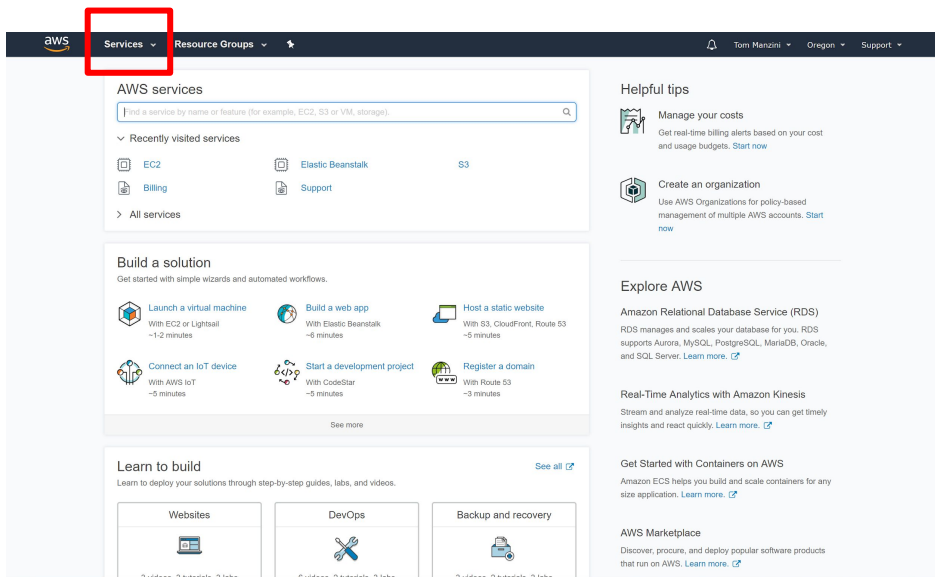 aws
Services
Resource Groups
Tom Manzini
Oregon
Support
AWS services
Find a service by name or feature (for example, EC2, S3 or VM, storage).
Recently visited services
EC2
Elastic Beanstalk
S3
Billing
Support
All services
Build a solution
Get started with simple wizards and automated workflows.
Launch a virtual machine
With EC2 or Lightsail
~1-2 minutes
Build a web app
With Elastic Beanstalk
~6 minutes
Host a static website
With S3, CloudFront, Route 53
~5 minutes
Connect an IoT device
With AWS IoT
~5 minutes
Start a development project
With CodeStar
~5 minutes
Register a domain
With Route 53
~3 minutes
See more
Learn to build
See all
Learn to deploy your solutions through step-by-step guides, labs, and videos.
Websites
DevOps
Backup and recovery
Helpful tips
Manage your costs
Get real-time billing alerts based on your cost
and usage budgets. Start now
Create an organization
Use AWS Organizations for policy-based
management of multiple AWS accounts. Start
now
Explore AWS
Amazon Relational Database Service (RDS)
RDS manages and scales your database for you. RDS
supports Aurora, MySQL, PostgreSQL, MariaDB, Oracle,
and SQL Server. Learn more.
Real-Time Analytics with Amazon Kinesis
Stream and analyze real-time data, so you can get timely
insights and react quickly. Learn more.
Get Started with Containers on AWS
Amazon ECS helps you build and scale containers for any
size application. Learn more.
AWS Marketplace
Discover, procure, and deploy popular software products
that run on AWS. Learn more.